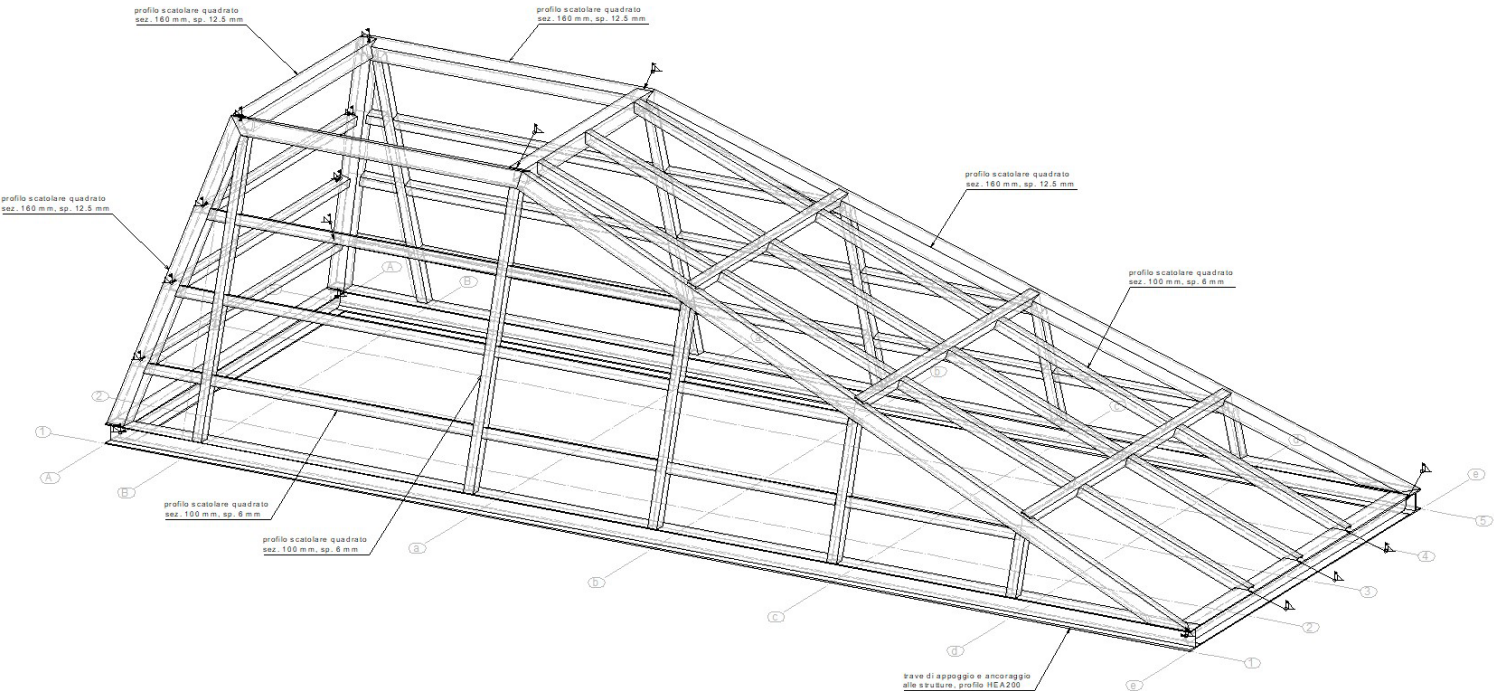 profilo scatolare quadrato
sez. 160 mm, sp. 12.5 mm
profilo scatolare quadrato
sez. 160 mm, sp. 12.5 mm
profilo scatolare quadrato
sez. 160 mm, sp. 12.5 mm
profilo scatolare quadrato
sez. 160 mm, sp. 12.5 mm
profilo scatolare quadrato
sez. 100 mm, sp. 6 mm
A
B
a
b
c
d
e
2
1
A
B
5
4
3
2
1
profilo scatolare quadrato
sez. 100 mm, sp. 6 mm
profilo scatolare quadrato
sez. 100 mm, sp. 6 mm
a
b
c
d
e
trave di appoggio e ancoraggio
alle strutture, profilo HEA200